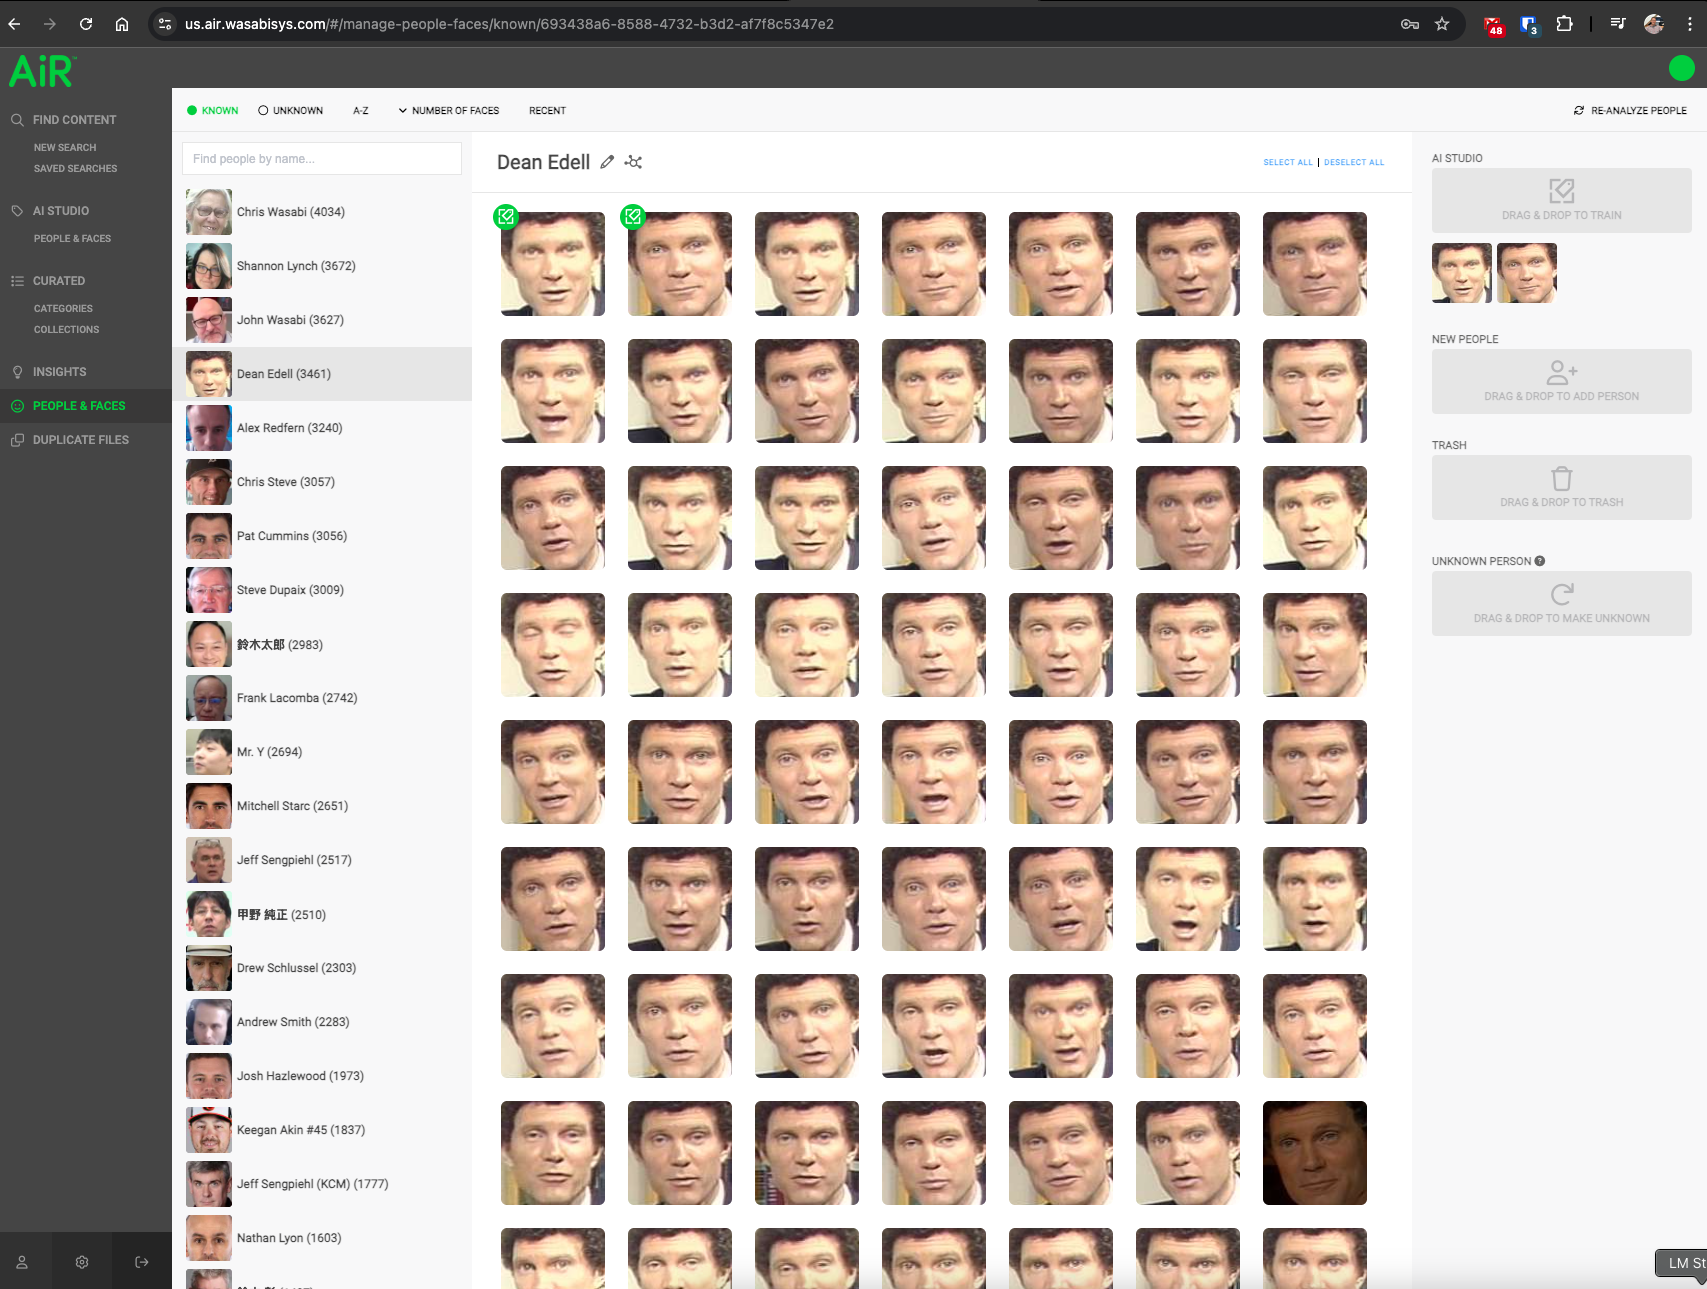 us.air.wasabisys.com/#/manage-people-faces/known/693438a6-8588-4732-b3d2-af7f8c5347e2
48
3
AiR™
FIND CONTENT
NEW SEARCH
SAVED SEARCHES
AI STUDIO
PEOPLE & FACES
CURATED
CATEGORIES
COLLECTIONS
INSIGHTS
PEOPLE & FACES
DUPLICATE FILES
KNOWN
UNKNOWN
A-Z
NUMBER OF FACES
RECENT
RE-ANALYZE PEOPLE
Find people by name...
Chris Wasabi (4034)
Shannon Lynch (3672)
John Wasabi (3627)
Dean Edell (3461)
Alex Redfern (3240)
Chris Steve (3057)
Pat Cummins (3056)
Steve Dupaix (3009)
鈴木太郎 (2983)
Frank Lacomba (2742)
Mr. Y (2694)
Mitchell Starc (2651)
Jeff Sengpiehl (2517)
甲野 純正 (2510)
Drew Schlussel (2303)
Andrew Smith (2283)
Josh Hazlewood (1973)
Keegan Akin #45 (1837)
Jeff Sengpiehl (KCM) (1777)
Nathan Lyon (1603)
Dean Edell
SELECT ALL | DESELECT ALL
AI STUDIO
DRAG & DROP TO TRAIN
NEW PEOPLE
DRAG & DROP TO ADD PERSON
TRASH
DRAG & DROP TO TRASH
UNKNOWN PERSON
DRAG & DROP TO MAKE UNKNOWN
LM St